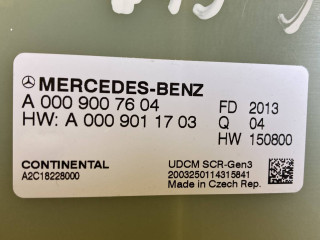 MERCEDES-BENZ
A 000 900 76 04 FD 2013
HW: A 000 901 17 03 Q 04
HW 150800
CONTINENTAL UDCM SCR-Gen3
A2C18228000 2003250114315841
Made in Czech Rep.